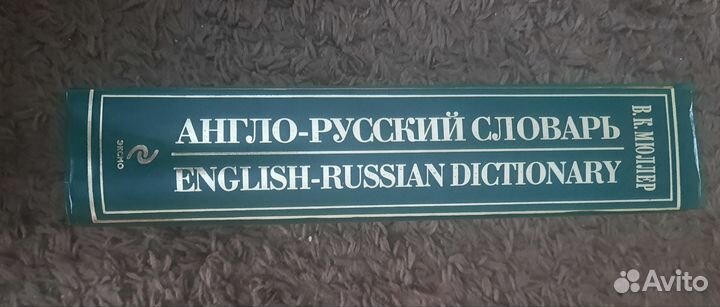 В. К. МЮЛЛЕР
АНГЛО-РУССКИЙ СЛОВАРЬ
ENGLISH-RUSSIAN DICTIONARY
ЭКСМО
Avito